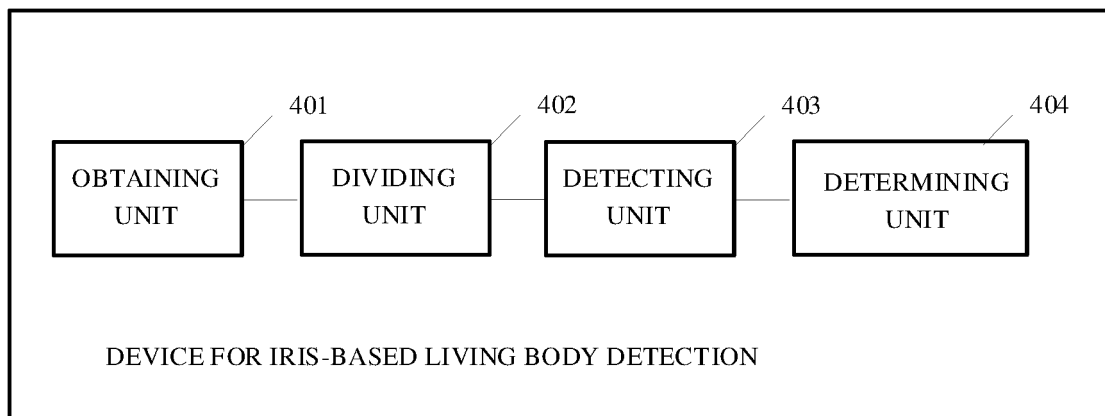 401
402
403
404
OBTAINING
UNIT
DIVIDING
UNIT
DETECTING
UNIT
DETERMINING
UNIT
DEVICE FOR IRIS-BASED LIVING BODY DETECTION